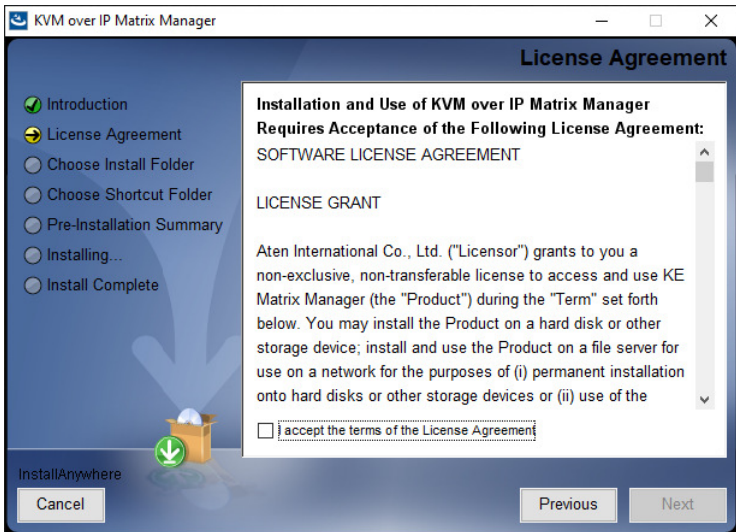 KVM over IP Matrix Manager
License Agreement
Introduction
License Agreement
Choose Install Folder
Choose Shortcut Folder
Pre-Installation Summary
Installing...
Install Complete
Installation and Use of KVM over IP Matrix Manager
Requires Acceptance of the Following License Agreement:
SOFTWARE LICENSE AGREEMENT
LICENSE GRANT
Aten International Co., Ltd. ("Licensor") grants to you a
non-exclusive, non-transferable license to access and use KE
Matrix Manager (the "Product") during the "Term" set forth
below. You may install the Product on a hard disk or other
storage device; install and use the Product on a file server for
use on a network for the purposes of (i) permanent installation
onto hard disks or other storage devices or (ii) use of the
I accept the terms of the License Agreement
InstallAnywhere
Cancel
Previous
Next